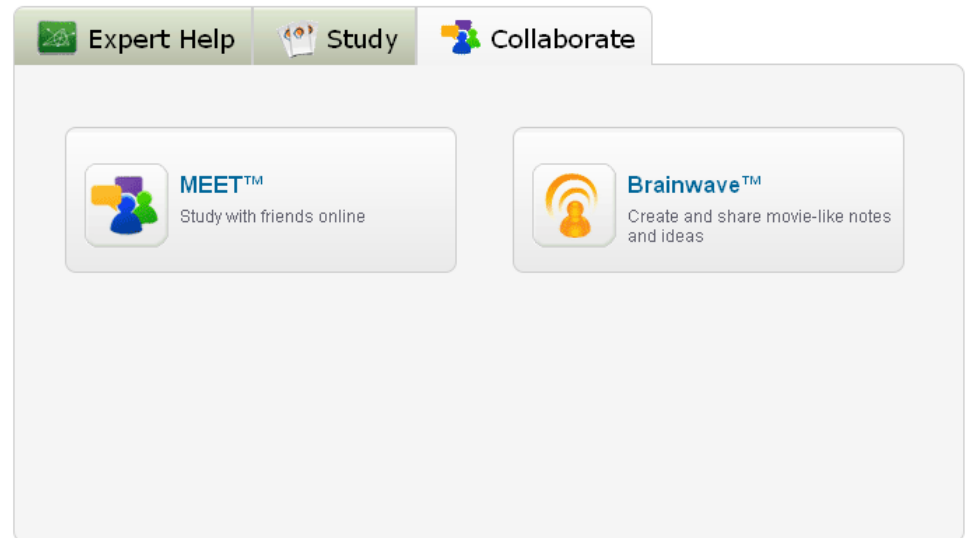 Expert Help Study Collaborate
MEET™
Study with friends online
Brainwave™
Create and share movie-like notes
and ideas